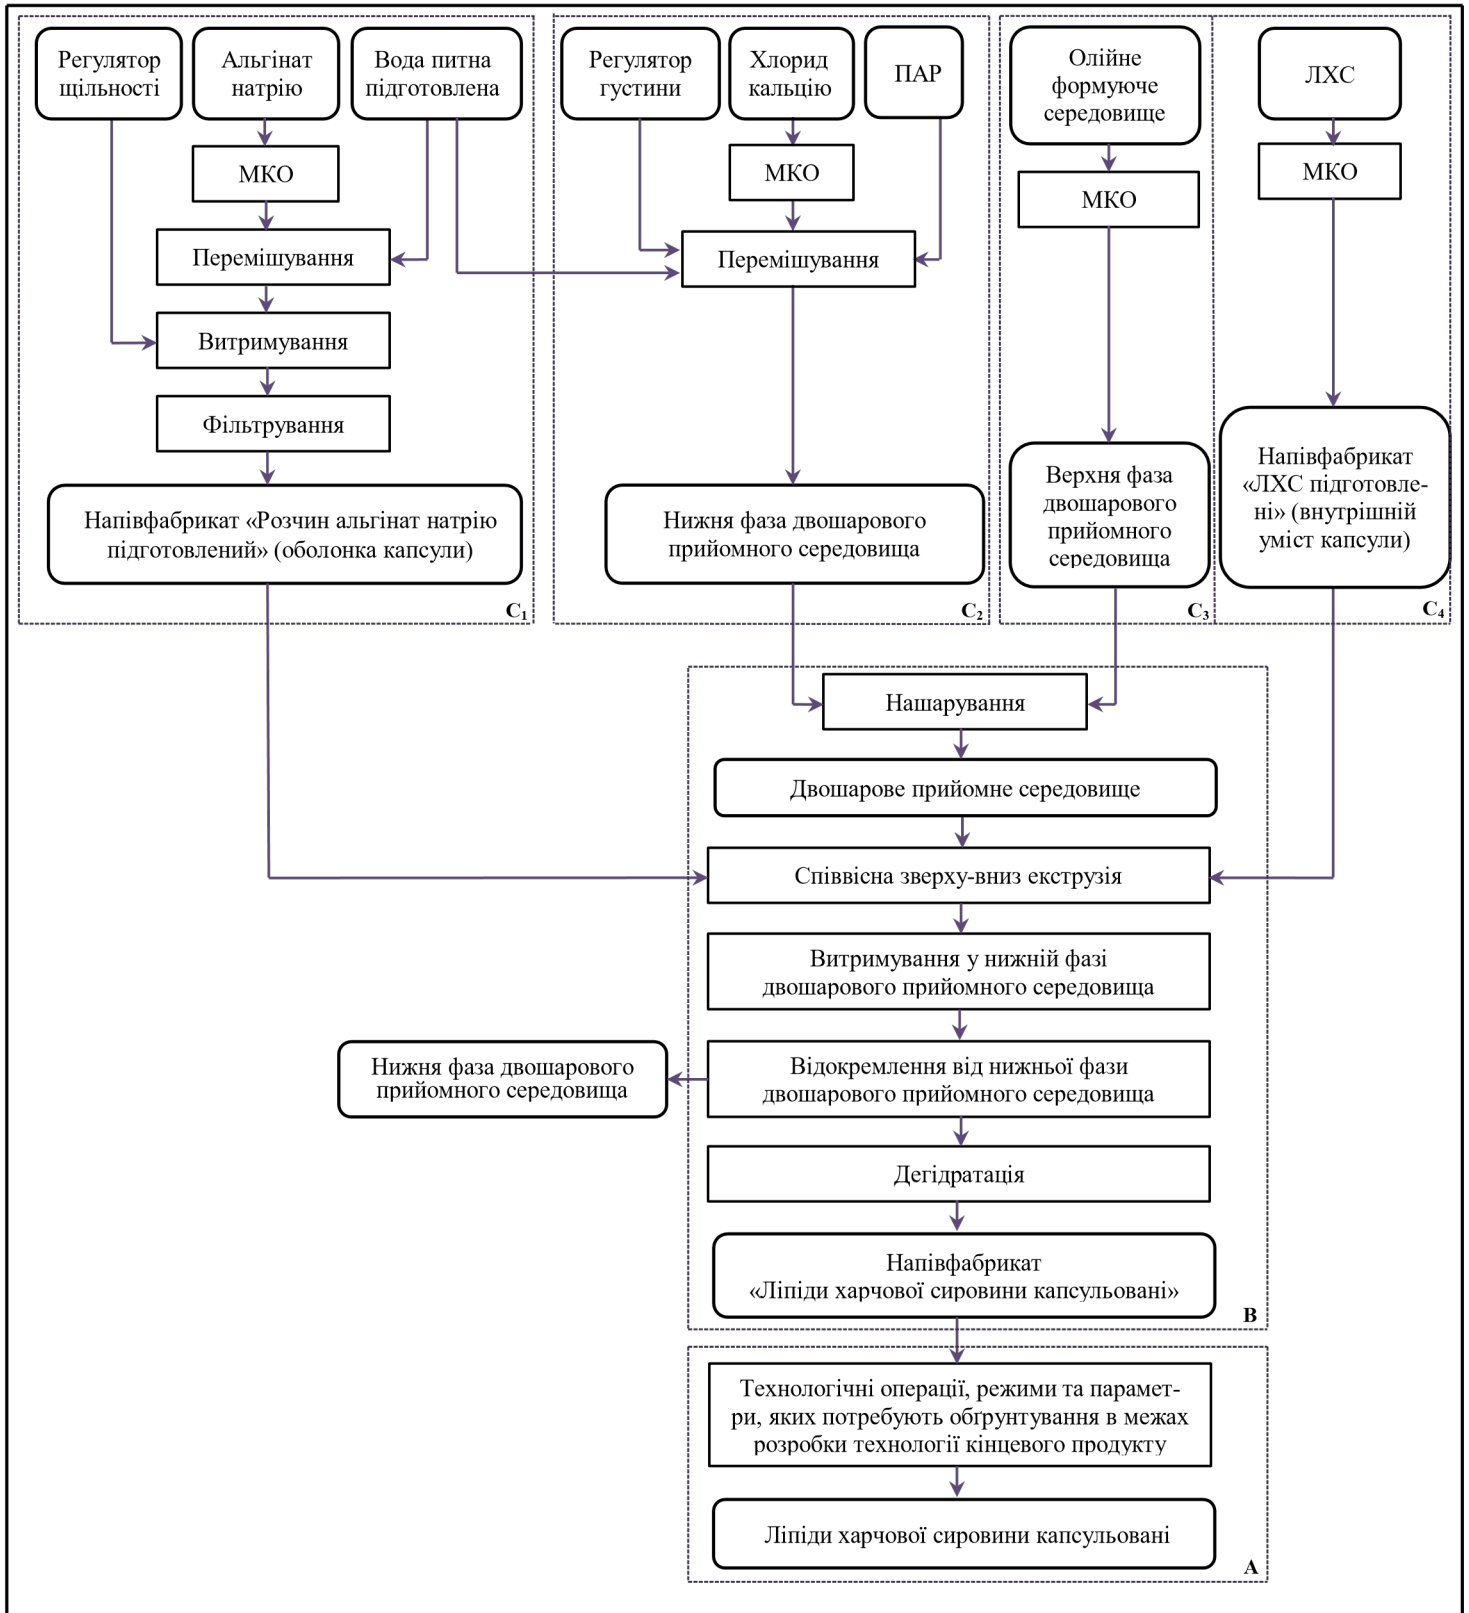 Регулятор
щільності
Альгінат
натрію
Вода питна
підготовлена
МКО
Перемішування
Витримування
Фільтрування
Напівфабрикат «Розчин альгінат натрію
підготовлений» (оболонка капсули)
C₁
Регулятор
густини
Хлорид
кальцію
ПАР
МКО
Перемішування
Нижня фаза двошарового
прийомного середовища
C₂
Олійне
формуюче
середовище
МКО
Верхня фаза
двошарового
прийомного
середовища
C₃
ЛХС
МКО
Напівфабрикат
«ЛХС підготовле-
ні» (внутрішній
уміст капсули)
C₄
Нашарування
Двошарове прийомне середовище
Співвісна зверху-вниз екструзія
Витримування у нижній фазі
двошарового прийомного середовища
Відокремлення від нижньої фази
двошарового прийомного середовища
Нижня фаза двошарового
прийомного середовища
Дегідратація
Напівфабрикат
«Ліпіди харчової сировини капсульовані»
B
Технологічні операції, режими та парамет-
ри, яких потребують обґрунтування в межах
розробки технології кінцевого продукту
Ліпіди харчової сировини капсульовані
A